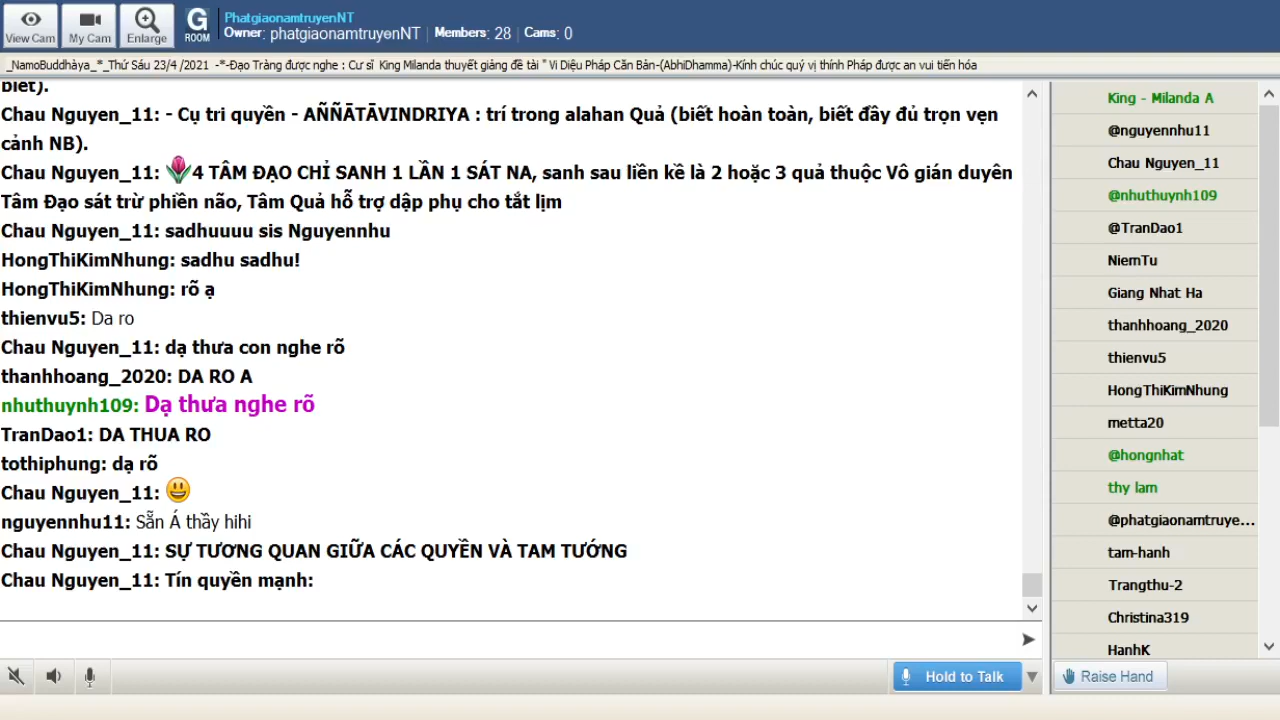 View Cam
My Cam
Enlarge
G
ROOM
PhatgiaonamtruyenNT
Owner: phatgiaonamtruyenNT | Members: 28 | Cams: 0
_NamoBuddhàya_*_Thứ Sáu 23/4 /2021 -*-Đạo Tràng được nghe : Cư sĩ King Milanda thuyết giảng đề tài " Vi Diệu Pháp Căn Bản-(AbhiDhamma)-Kính chúc quý vị thính Pháp được an vui tiến hóa
biết).
Chau Nguyen_11: - Cụ tri quyền - AÑÑĀTĀVINDRIYA : trí trong alahan Quả (biết hoàn toàn, biết đầy đủ trọn vẹn
cảnh NB).
Chau Nguyen_11: 4 TÂM ĐẠO CHỈ SANH 1 LẦN 1 SÁT NA, sanh sau liền kề là 2 hoặc 3 quả thuộc Vô gián duyên
Tâm Đạo sát trừ phiền não, Tâm Quả hỗ trợ dập phụ cho tắt lịm
Chau Nguyen_11: sadhuuuu sis Nguyennhu
HongThiKimNhung: sadhu sadhu!
HongThiKimNhung: rõ ạ
thienvu5: Da ro
Chau Nguyen_11: dạ thưa con nghe rõ
thanhhoang_2020: DA RO A
nhuthuynh109: Dạ thưa nghe rõ
TranDao1: DA THUA RO
tothiphung: dạ rõ
Chau Nguyen_11:
nguyennhu11: Sẵn Á thầy hihi
Chau Nguyen_11: SỰ TƯƠNG QUAN GIỮA CÁC QUYỀN VÀ TAM TƯỚNG
Chau Nguyen_11: Tín quyền mạnh:
King - Milanda A
@nguyennhu11
Chau Nguyen_11
@nhuthuynh109
@TranDao1
NiemTu
Giang Nhat Ha
thanhhoang_2020
thienvu5
HongThiKimNhung
metta20
@hongnhat
thy lam
@phatgiaonamtruye...
tam-hanh
Trangthu-2
Christina319
HanhK
Hold to Talk
Raise Hand